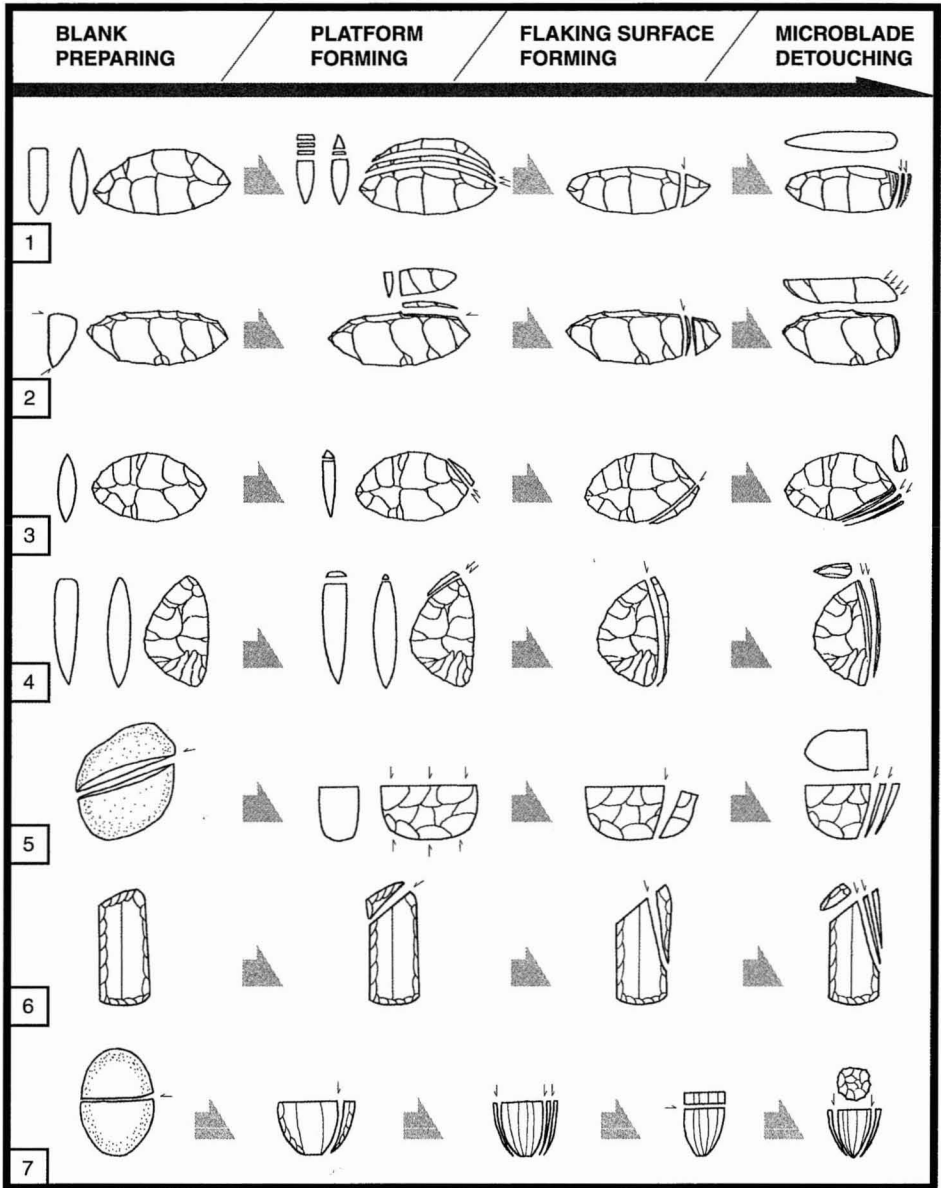 BLANK
PREPARING
PLATFORM
FORMING
FLAKING SURFACE
FORMING
MICROBLADE
DETOUCHING
1
2
3
4
5
6
7